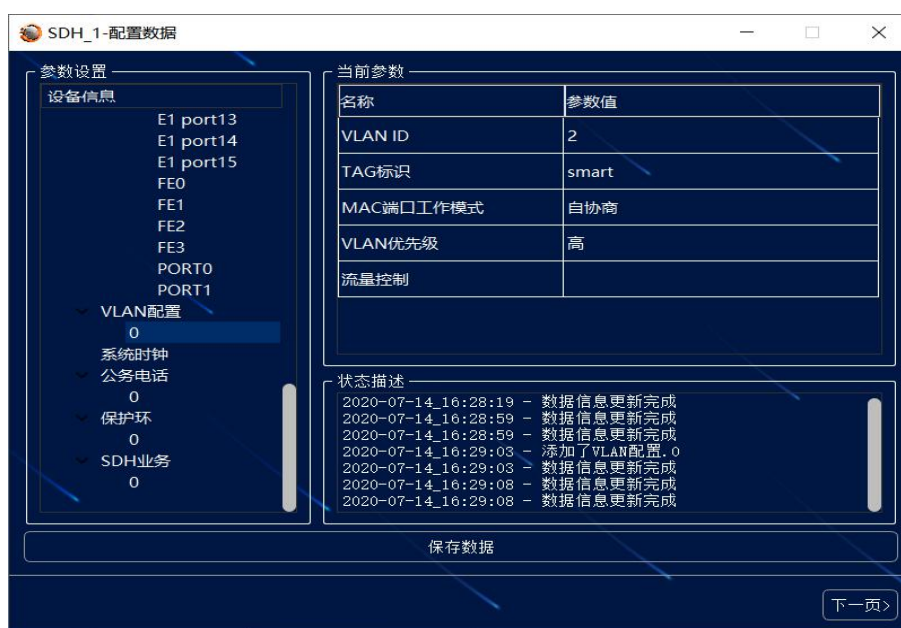 SDH_1-配置数据
参数设置
设备信息
E1 port13
E1 port14
E1 port15
FE0
FE1
FE2
FE3
PORT0
PORT1
VLAN配置
0
系统时钟
公务电话
0
保护环
0
SDH业务
0
当前参数
名称 参数值
VLAN ID 2
TAG标识 smart
MAC端口工作模式 自协商
VLAN优先级 高
流量控制
状态描述
2020-07-14_16:28:19 - 数据信息更新完成
2020-07-14_16:28:59 - 数据信息更新完成
2020-07-14_16:28:59 - 数据信息更新完成
2020-07-14_16:29:03 - 添加了VLAN配置.0
2020-07-14_16:29:03 - 数据信息更新完成
2020-07-14_16:29:08 - 数据信息更新完成
2020-07-14_16:29:08 - 数据信息更新完成
保存数据
下一页>